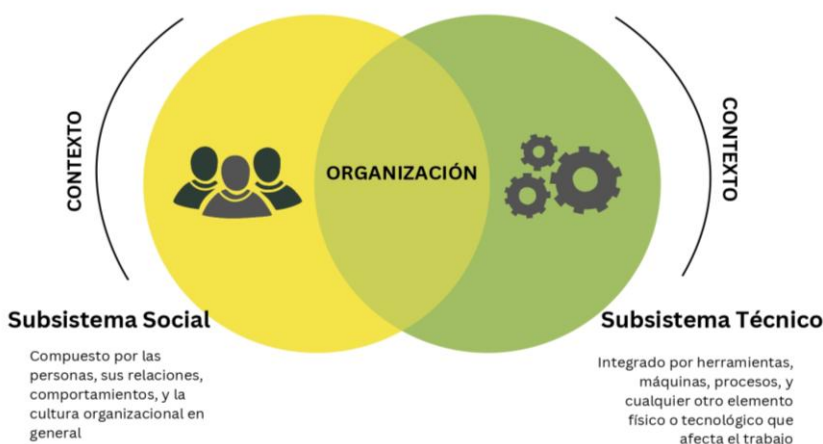 CONTEXTO
ORGANIZACIÓN
CONTEXTO
Subsistema Social
Compuesto por las
personas, sus relaciones,
comportamientos, y la
cultura organizacional en
general
Subsistema Técnico
Integrado por herramientas,
máquinas, procesos, y
cualquier otro elemento
físico o tecnológico que
afecta el trabajo